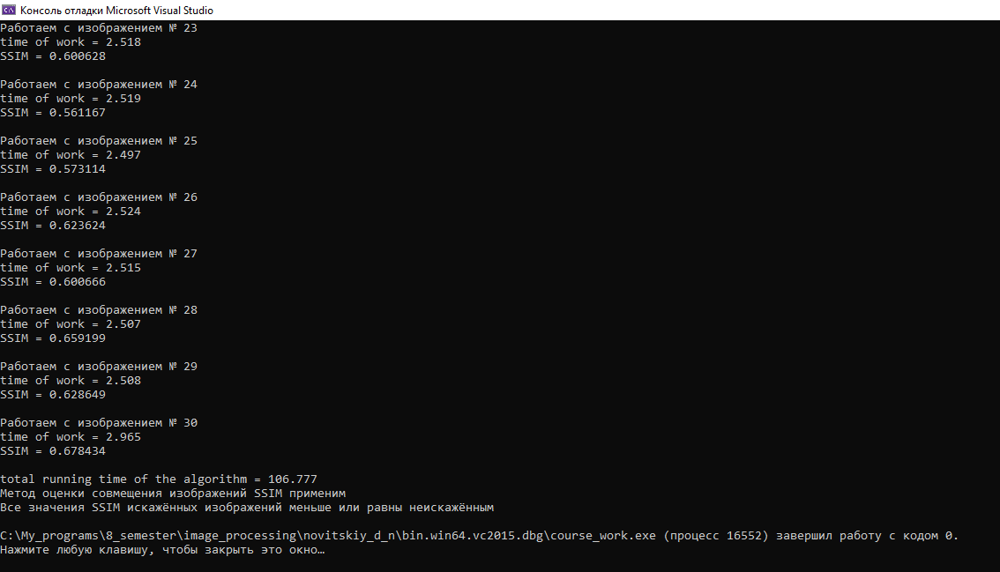 Консоль отладки Microsoft Visual Studio
Работаем с изображением № 23
time of work = 2.518
SSIM = 0.600628
Работаем с изображением № 24
time of work = 2.519
SSIM = 0.561167
Работаем с изображением № 25
time of work = 2.497
SSIM = 0.573114
Работаем с изображением № 26
time of work = 2.524
SSIM = 0.623624
Работаем с изображением № 27
time of work = 2.515
SSIM = 0.600666
Работаем с изображением № 28
time of work = 2.507
SSIM = 0.659199
Работаем с изображением № 29
time of work = 2.508
SSIM = 0.628649
Работаем с изображением № 30
time of work = 2.965
SSIM = 0.678434
total running time of the algorithm = 106.777
Метод оценки совмещения изображений SSIM применим
Все значения SSIM искажённых изображений меньше или равны неискажённым
C:\My_programs\8_semester\image_processing\novitskiy_d_n\bin.win64.vc2015.dbg\course_work.exe (процесс 16552) завершил работу с кодом 0.
Нажмите любую клавишу, чтобы закрыть это окно…